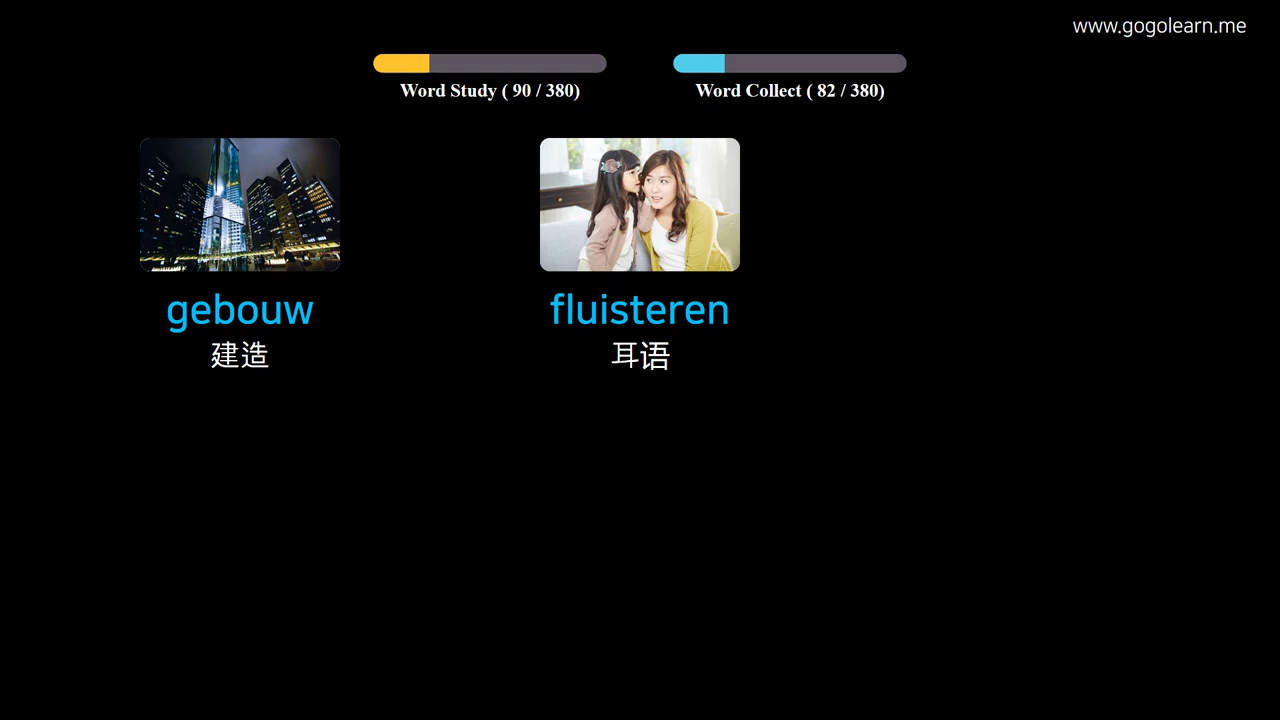 www.gogolearn.me
Word Study ( 90 / 380)
Word Collect ( 82 / 380)
gebouw
建造
fluisteren
耳语